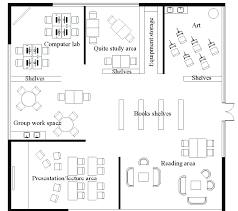 Art
Computer lab
Quite study area
Equipment storage
Shelves
Shelves
Shelves
Group work space
Books shelves
Reading area
Presentation/lecture area